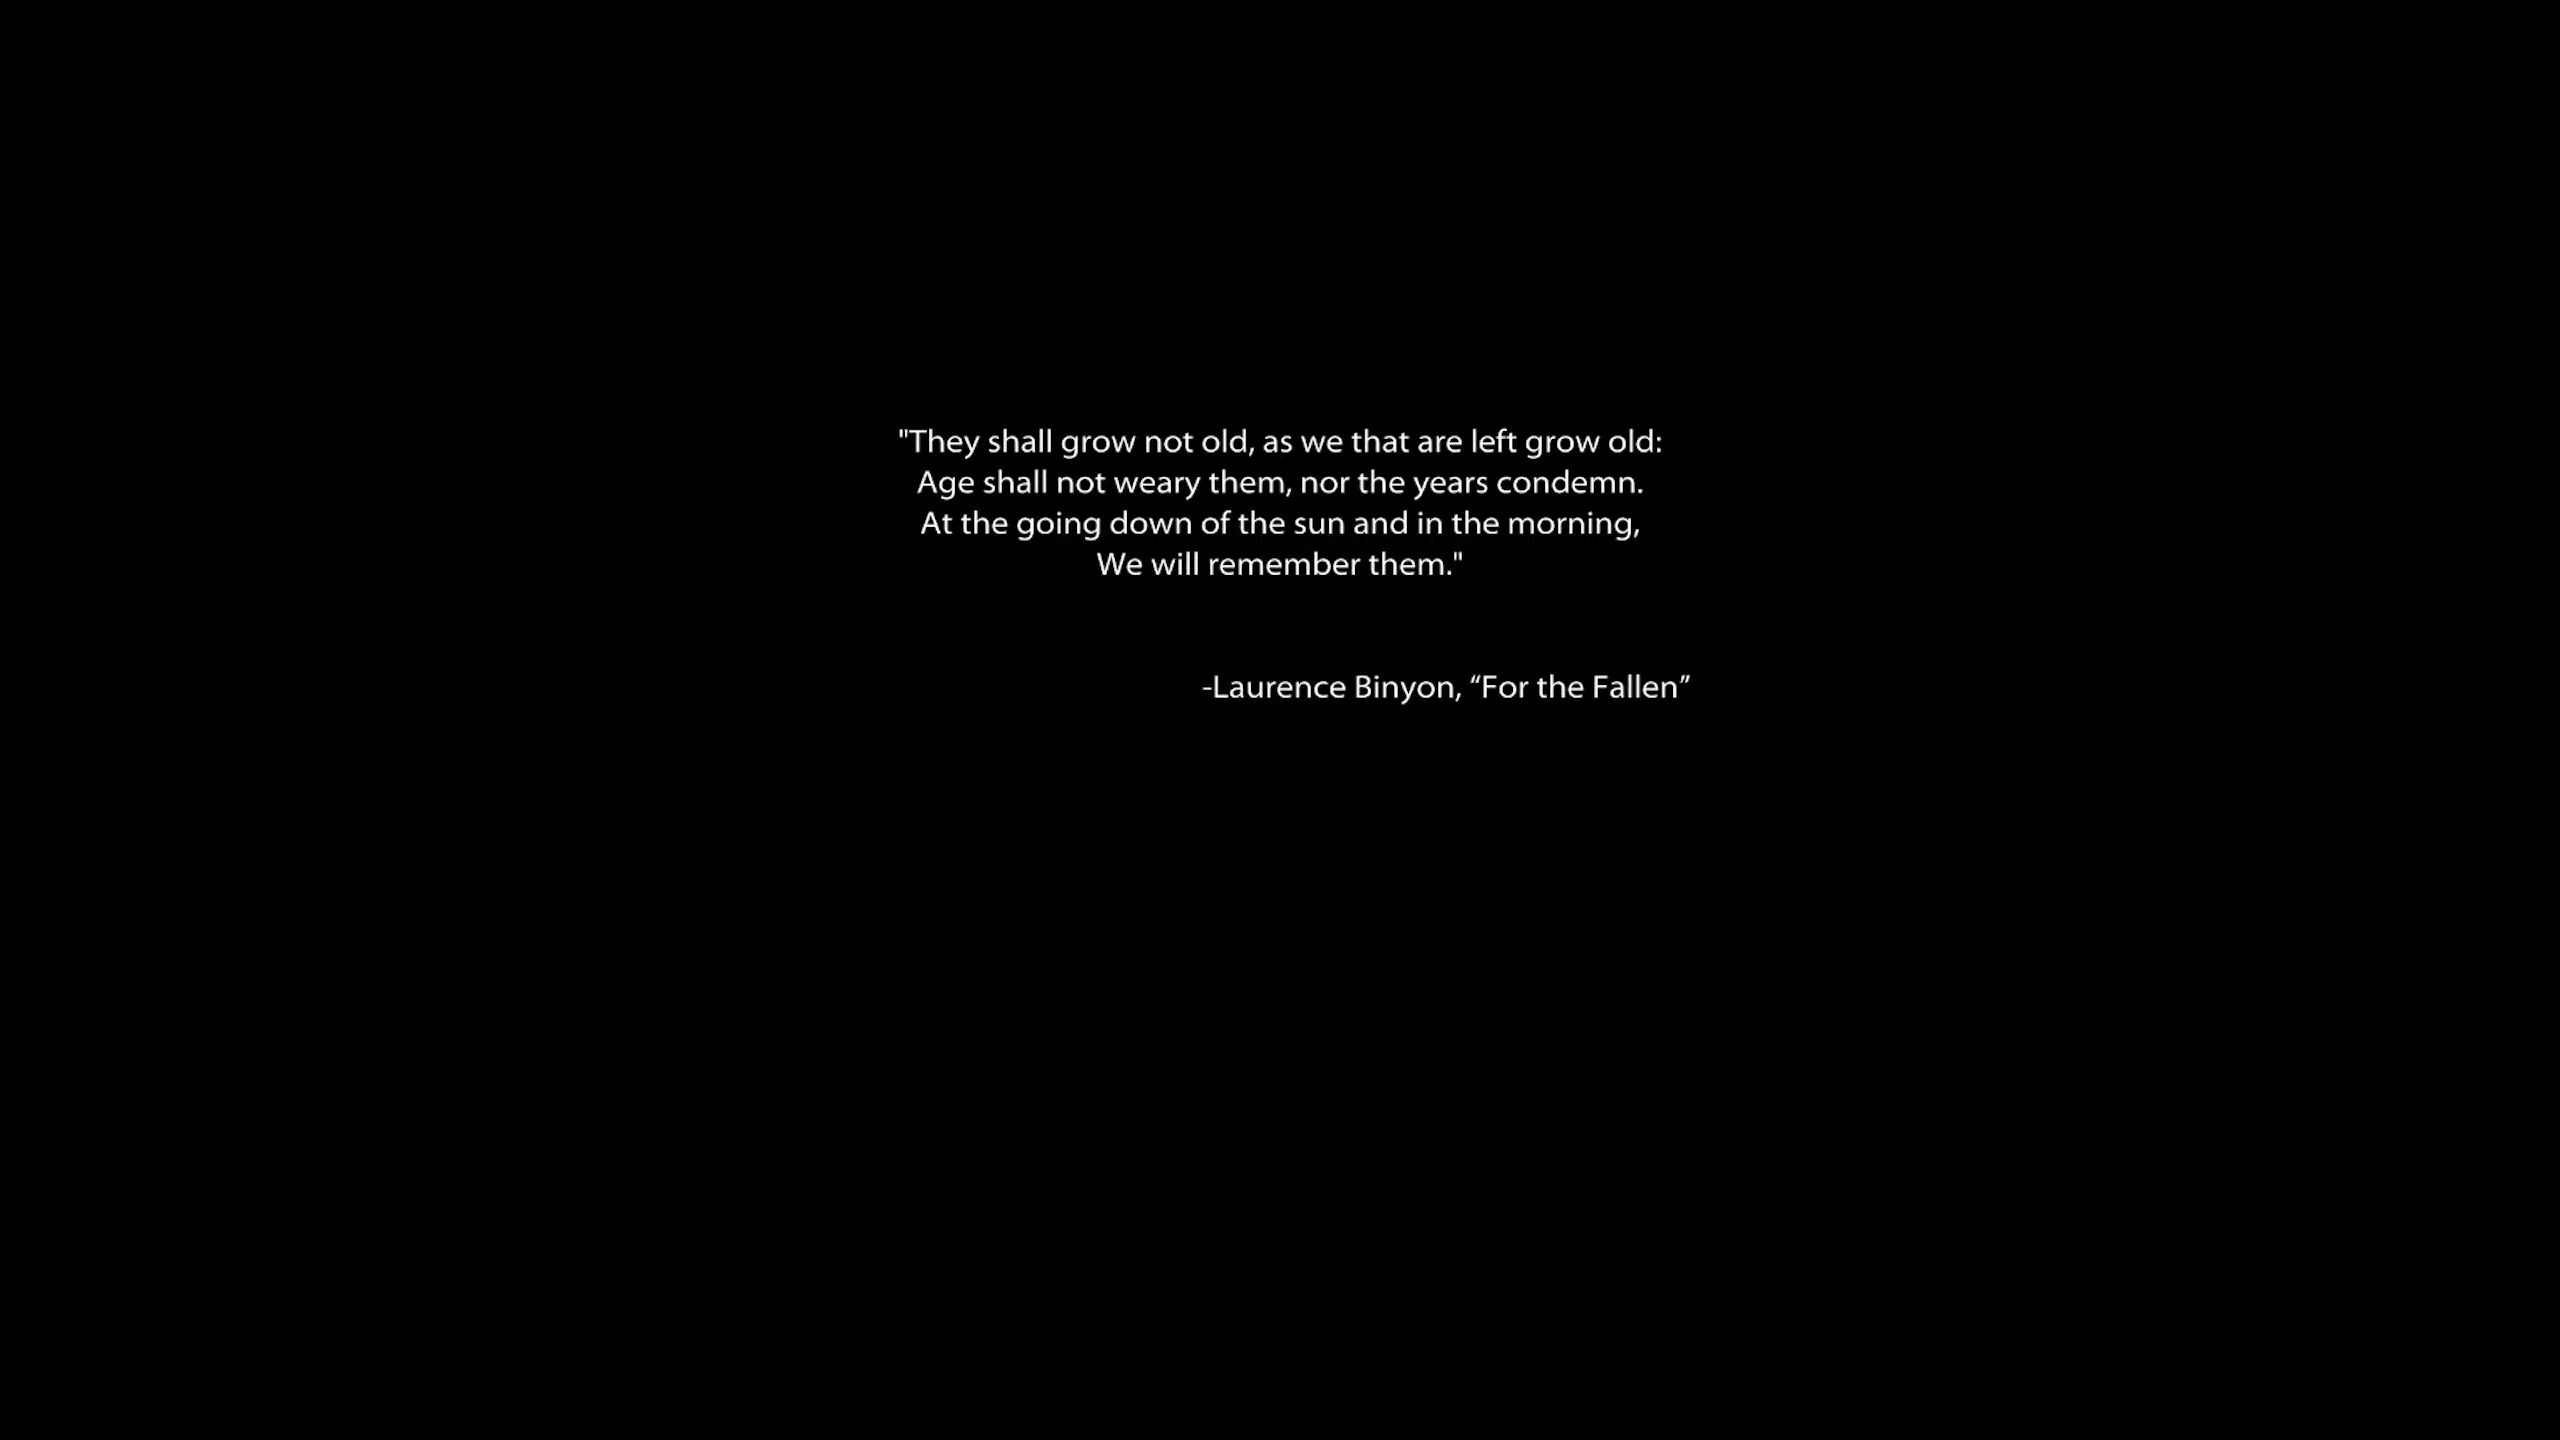 "They shall grow not old, as we that are left grow old:
Age shall not weary them, nor the years condemn.
At the going down of the sun and in the morning,
We will remember them."
-Laurence Binyon, “For the Fallen”